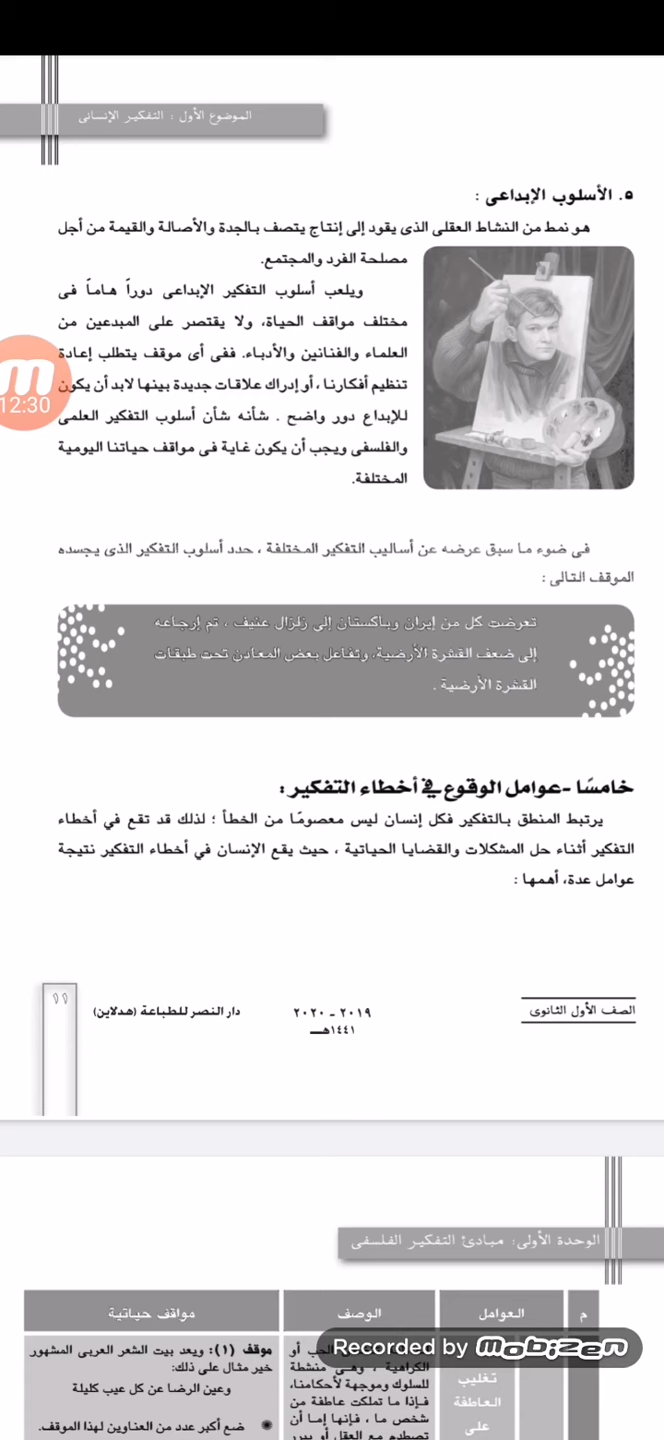 الموضوع الأول : التفكير الإنسانى
٥. الأسلوب الإبداعى :
هو نمط من النشاط العقلى الذى يقود إلى إنتاج يتصف بالجدة والأصالة والقيمة من أجل
مصلحة الفرد والمجتمع.
ويلعب أسلوب التفكير الإبداعى دوراً هاماً فى
مختلف مواقف الحياة، ولا يقتصر على المبدعين من
العلماء والفنانين والأدباء. ففى أى موقف يتطلب إعادة
تنظيم أفكارنا ، أو إدراك علاقات جديدة بينها لابد أن يكون
للإبداع دور واضح . شأنه شأن أسلوب التفكير العلمى
والفلسفى ويجب أن يكون غاية فى مواقف حياتنا اليومية
المختلفة.
12:30
فى ضوء ما سبق عرضه عن أساليب التفكير المختلفة ، حدد أسلوب التفكير الذى يجسده
الموقف التالى :
تعرضت كل من إيران وباكستان إلى زلزال عنيف ، تم إرجاعه
إلى ضعف القشرة الأرضية، وتفاعل بعض المعادن تحت طبقات
القشرة الأرضية .
خامسًا -عوامل الوقوع في أخطاء التفكير :
يرتبط المنطق بالتفكير فكل إنسان ليس معصومًا من الخطأ ؛ لذلك قد تقع في أخطاء
التفكير أثناء حل المشكلات والقضايا الحياتية ، حيث يقع الإنسان في أخطاء التفكير نتيجة
عوامل عدة، أهمها :
الصف الأول الثانوى
٢٠١٩ - ٢٠٢٠
١٤٤١هـ
دار النصر للطباعة (هدلاين)
١١
الوحدة الأولى: مبادئ التفكير الفلسفى
م العوامل الوصف مواقف حياتية
تغليب
العاطفة
على
الحب أو
الكراهية ، وهى منشطة
للسلوك وموجهة لأحكامنا،
فإذا ما تملكت عاطفة من
شخص ما ، فإنها إما أن
تصطدم مع العقل أو يبرر
موقف (١): ويعد بيت الشعر العربى المشهور
خير مثال على ذلك:
وعين الرضا عن كل عيب كليلة
ضع أكبر عدد من العناوين لهذا الموقف.
Recorded by mobizen